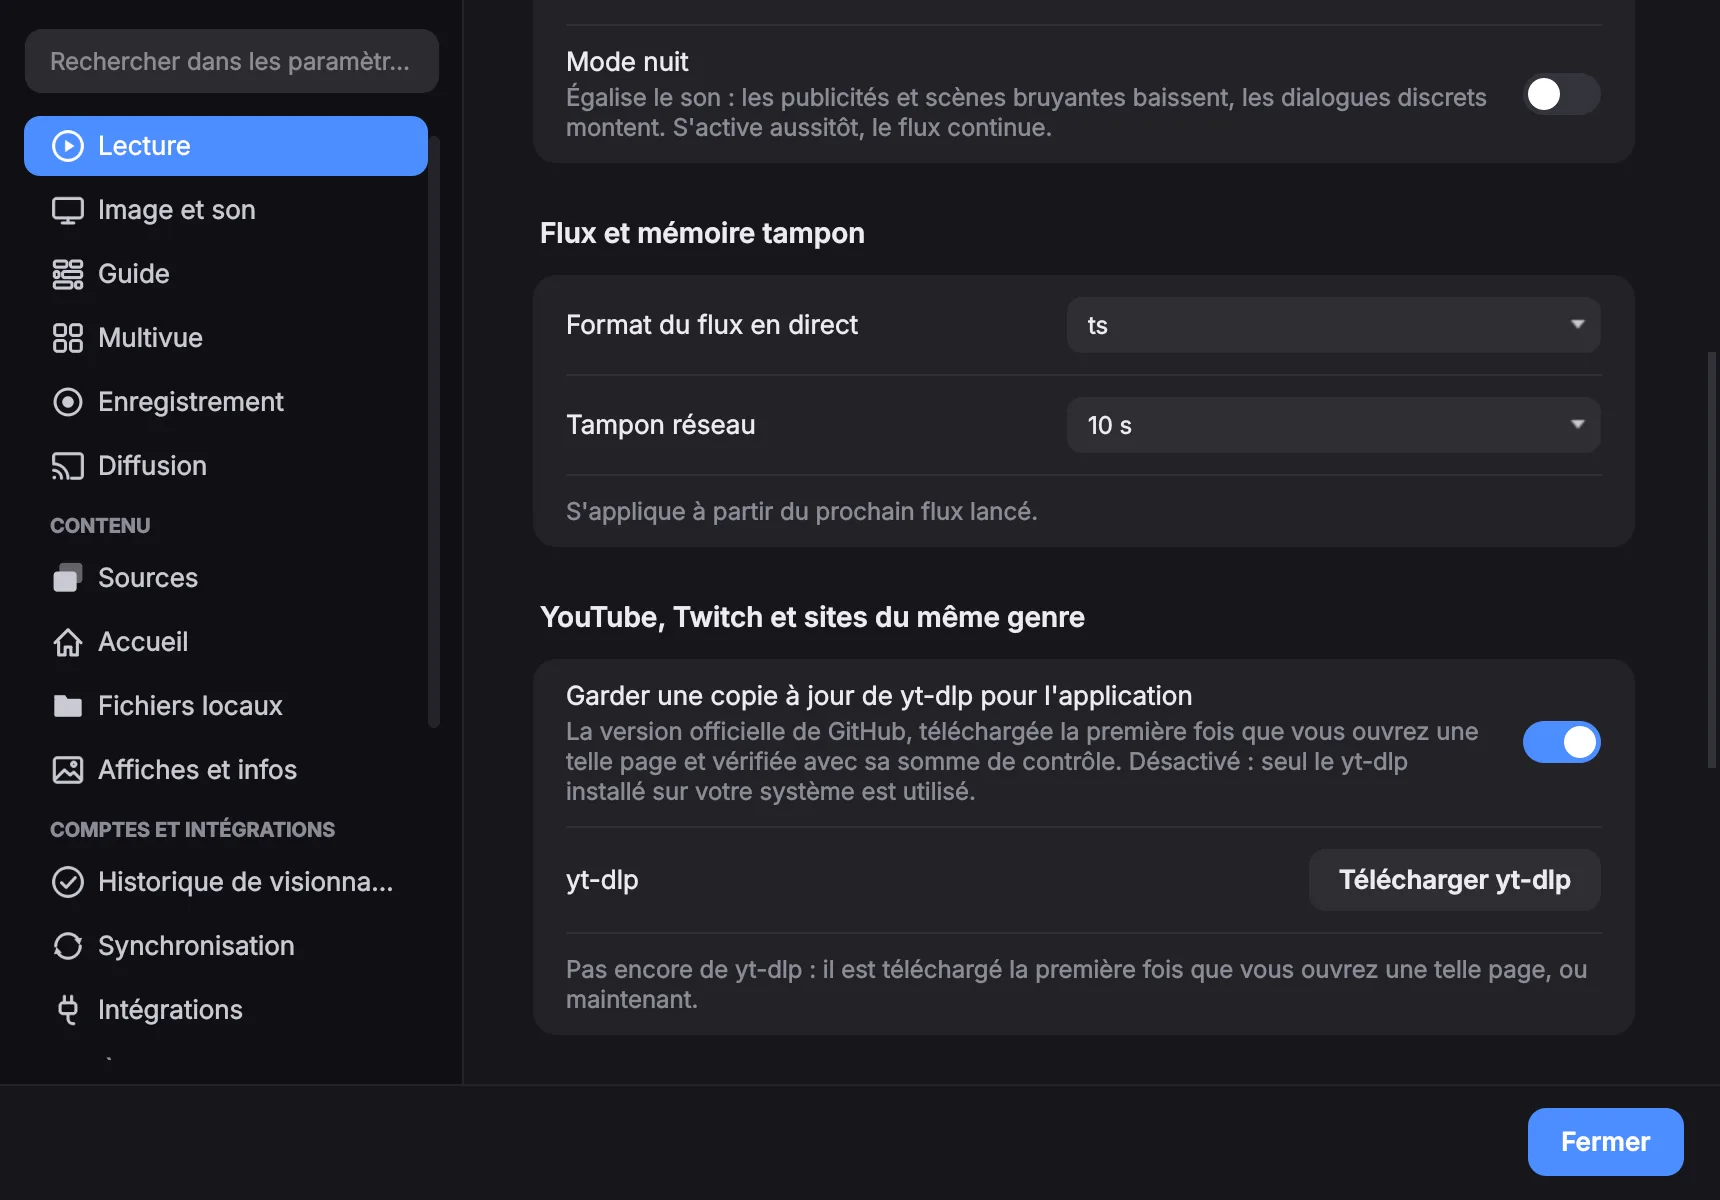 Rechercher dans les paramètr...
Lecture
Image et son
Guide
Multivue
Enregistrement
Diffusion
CONTENU
Sources
Accueil
Fichiers locaux
Affiches et infos
COMPTES ET INTÉGRATIONS
Historique de visionna...
Synchronisation
Intégrations
Mode nuit
Égalise le son : les publicités et scènes bruyantes baissent, les dialogues discrets
montent. S'active aussitôt, le flux continue.
Flux et mémoire tampon
Format du flux en direct
ts
Tampon réseau
10 s
S'applique à partir du prochain flux lancé.
YouTube, Twitch et sites du même genre
Garder une copie à jour de yt-dlp pour l'application
La version officielle de GitHub, téléchargée la première fois que vous ouvrez une
telle page et vérifiée avec sa somme de contrôle. Désactivé : seul le yt-dlp
installé sur votre système est utilisé.
yt-dlp
Télécharger yt-dlp
Pas encore de yt-dlp : il est téléchargé la première fois que vous ouvrez une telle page, ou
maintenant.
Fermer